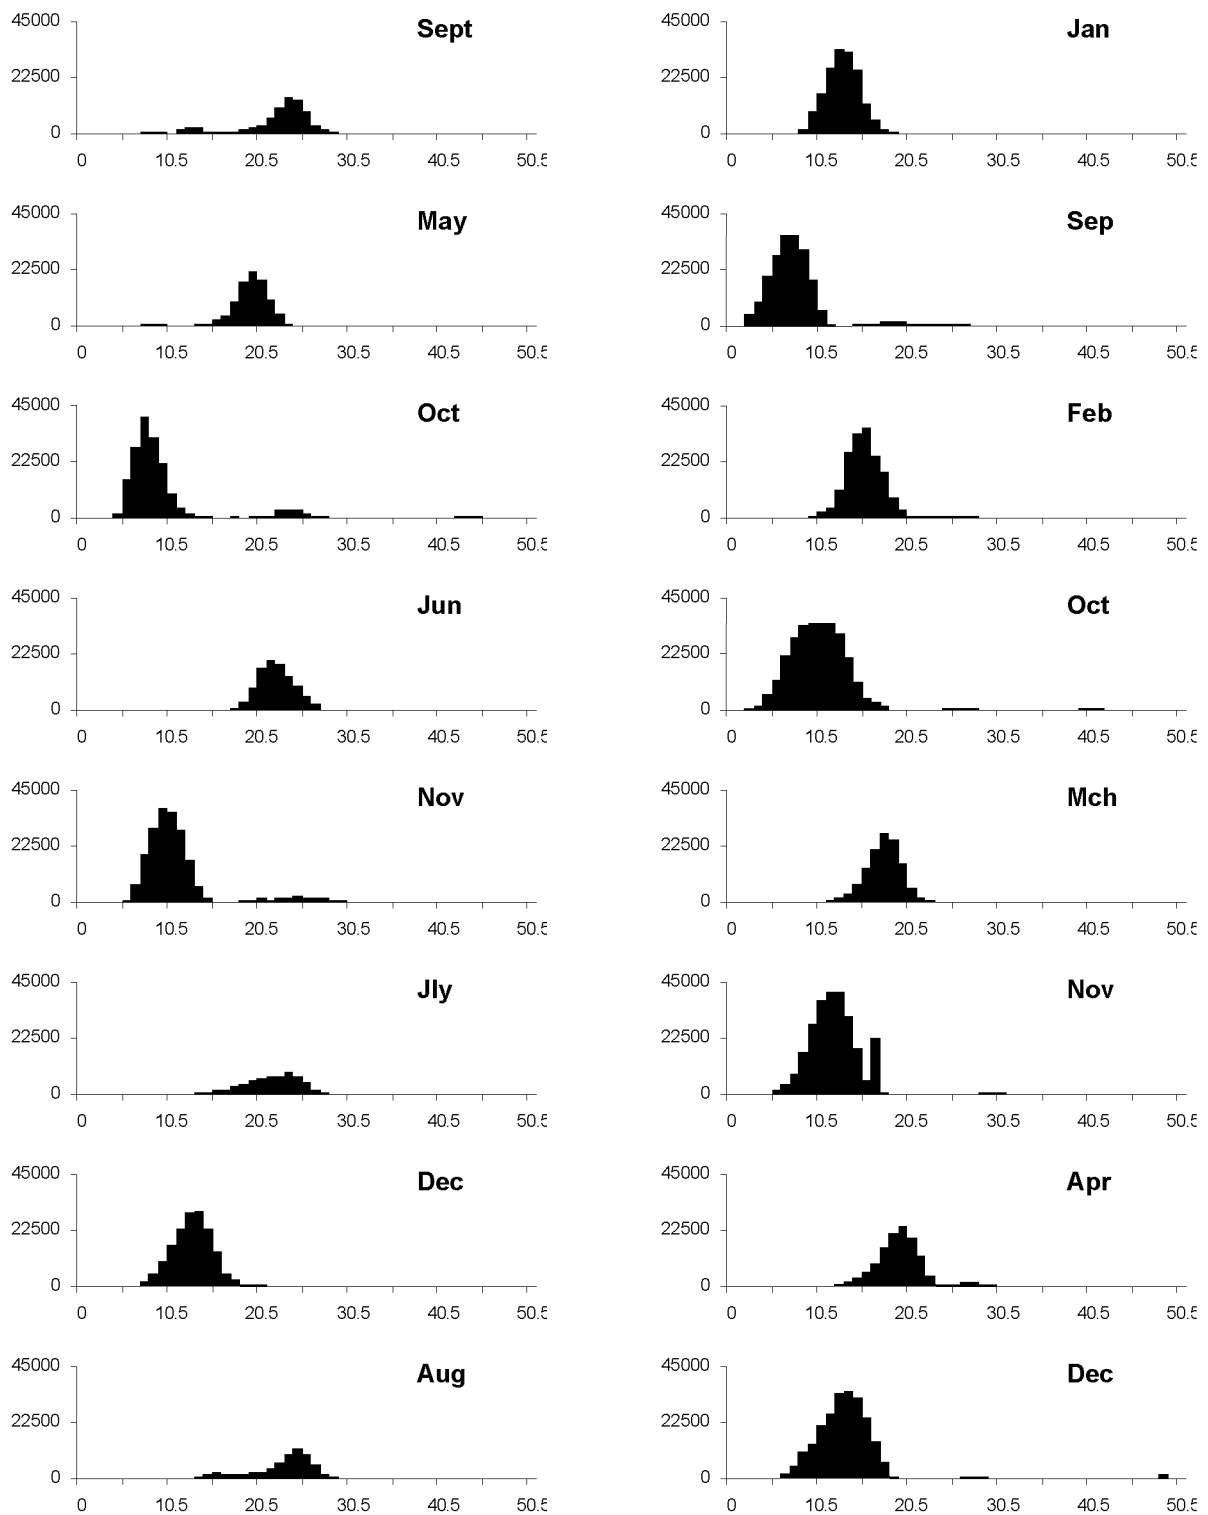 45000 Sept 45000 Jan
22500 22500
0 0
0 10.5 20.5 30.5 40.5 50.5 0 10.5 20.5 30.5 40.5 50.5
45000 May 45000 Sep
22500 22500
0 0
0 10.5 20.5 30.5 40.5 50.5 0 10.5 20.5 30.5 40.5 50.5
45000 Oct 45000 Feb
22500 22500
0 0
0 10.5 20.5 30.5 40.5 50.5 0 10.5 20.5 30.5 40.5 50.5
45000 Jun 45000 Oct
22500 22500
0 0
0 10.5 20.5 30.5 40.5 50.5 0 10.5 20.5 30.5 40.5 50.5
45000 Nov 45000 Mch
22500 22500
0 0
0 10.5 20.5 30.5 40.5 50.5 0 10.5 20.5 30.5 40.5 50.5
45000 Jly 45000 Nov
22500 22500
0 0
0 10.5 20.5 30.5 40.5 50.5 0 10.5 20.5 30.5 40.5 50.5
45000 Dec 45000 Apr
22500 22500
0 0
0 10.5 20.5 30.5 40.5 50.5 0 10.5 20.5 30.5 40.5 50.5
45000 Aug 45000 Dec
22500 22500
0 0
0 10.5 20.5 30.5 40.5 50.5 0 10.5 20.5 30.5 40.5 50.5